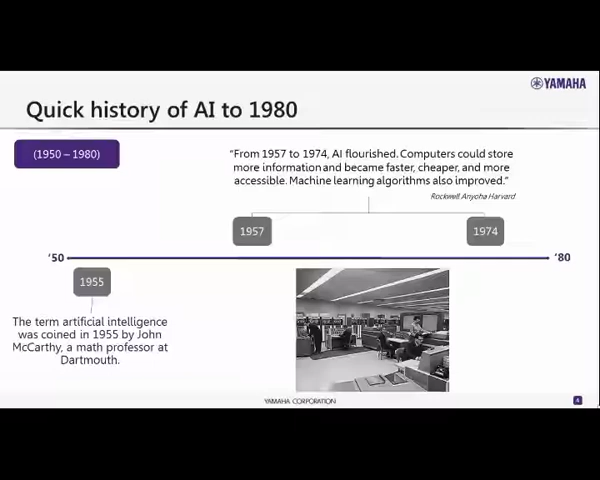 YAMAHA
Quick history of AI to 1980
(1950 – 1980)
"From 1957 to 1974, AI flourished. Computers could store
more information and became faster, cheaper, and more
accessible. Machine learning algorithms also improved."
Rockwell Anyoha Harvard
1957
1974
'50
'80
1955
The term artificial intelligence
was coined in 1955 by John
McCarthy, a math professor at
Dartmouth.
YAMAHA CORPORATION
4